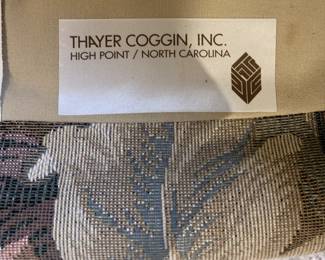 THAYER COGGIN, INC.
HIGH POINT / NORTH CAROLINA